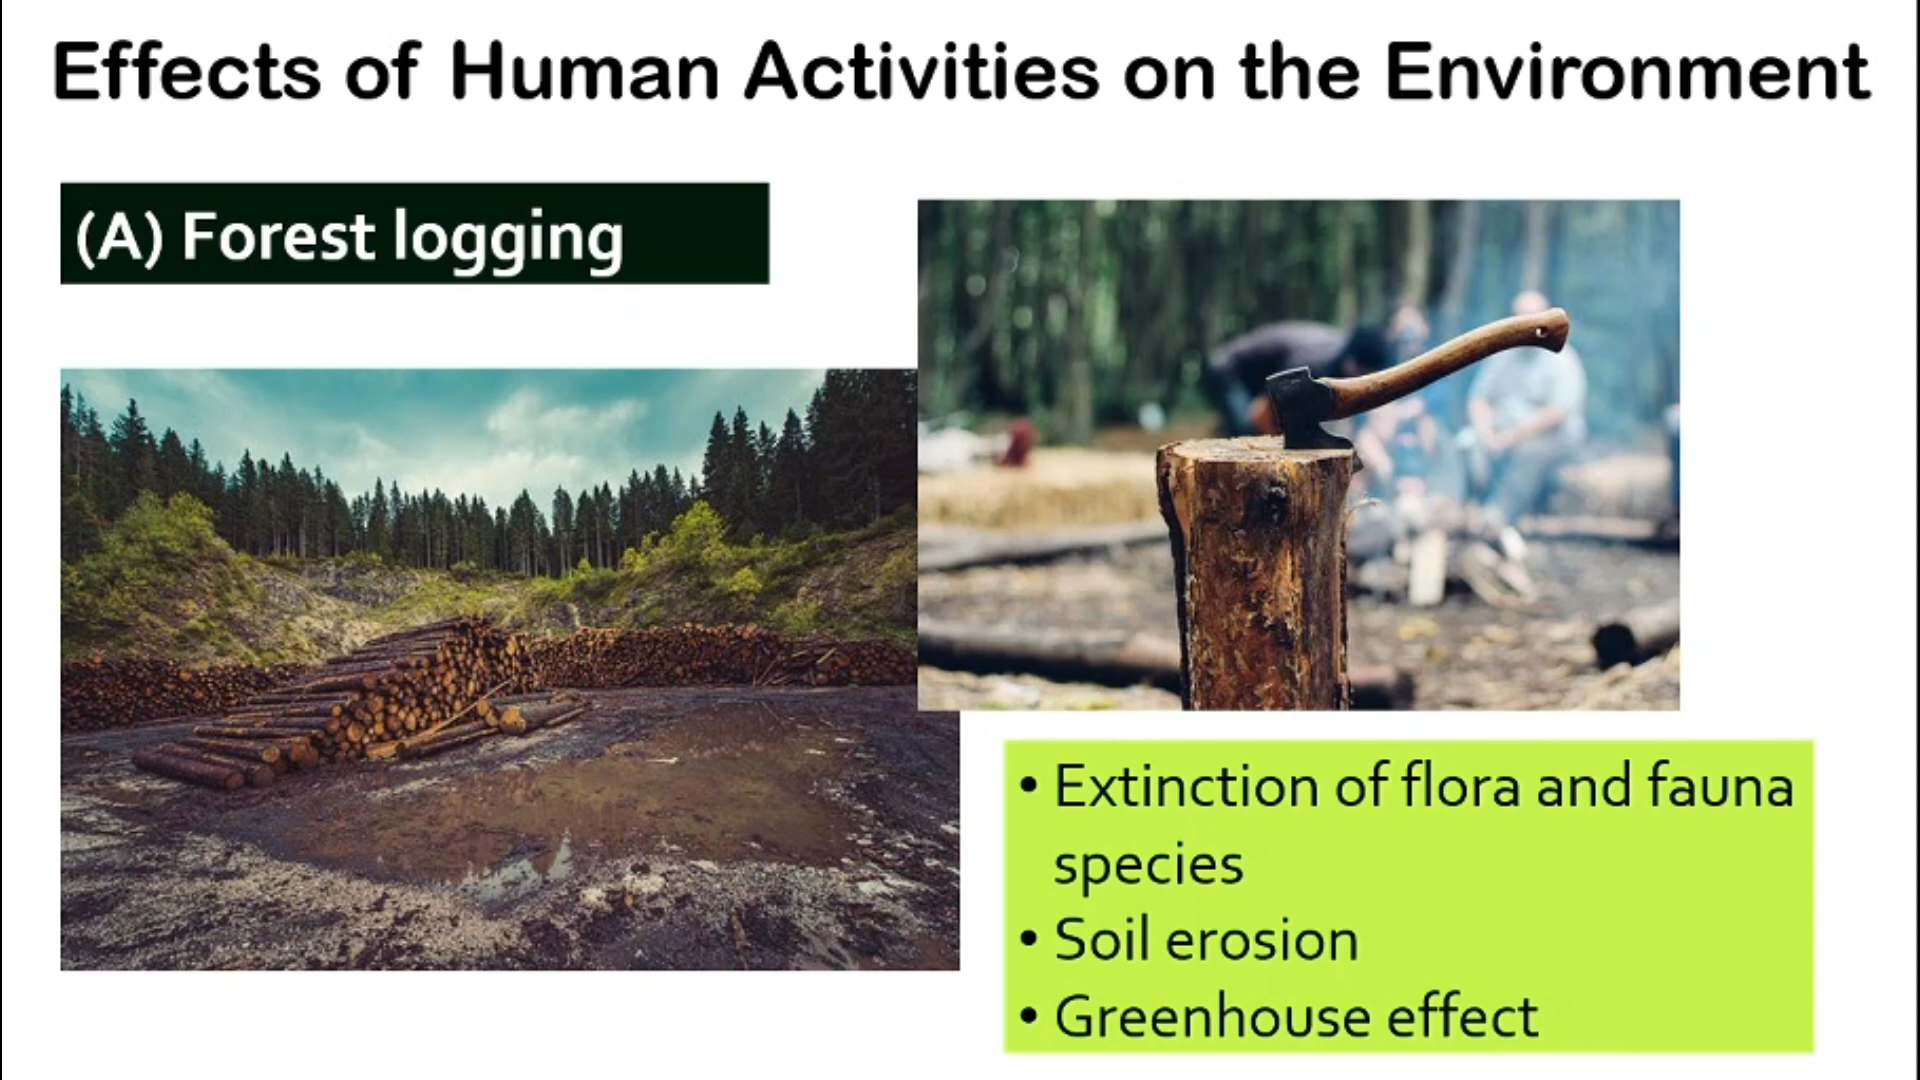 Effects of Human Activities on the Environment
(A) Forest logging
• Extinction of flora and fauna
species
• Soil erosion
• Greenhouse effect